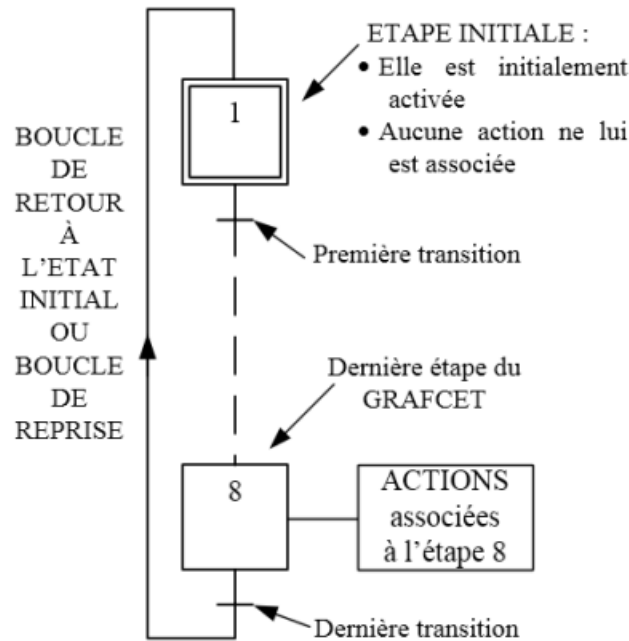 ETAPE INITIALE :
• Elle est initialement
activée
• Aucune action ne lui
est associée
1
BOUCLE
DE
RETOUR
À
L'ETAT
INITIAL
OU
BOUCLE
DE
REPRISE
Première transition
Dernière étape du
GRAFCET
8
ACTIONS
associées
à l'étape 8
Dernière transition